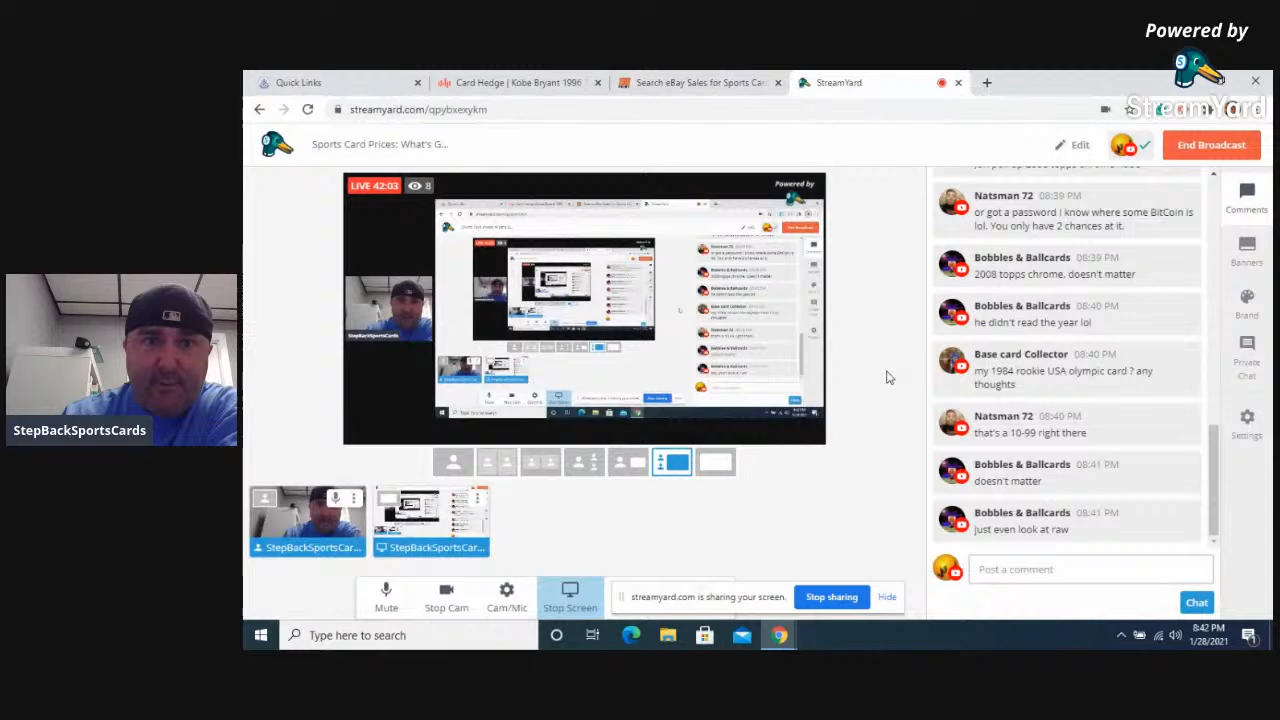 Powered by
StreamYard
Quick Links
Card Hedge | Kobe Bryant 1996
Search eBay Sales for Sports Car
StreamYard
streamyard.com/qpybxexykm
Sports Card Prices: What's G...
Edit
End Broadcast
LIVE 42:03
8
Powered by
StepBackSportsCards
StepBackSportsCards
StepBackSportsCar...
StepBackSportsCar...
Mute
Stop Cam
Cam/Mic
Stop Screen
streamyard.com is sharing your screen.
Stop sharing
Hide
Natsman 72 08:39 PM
or got a password I know where some BitCoin is
lol. You only have 2 chances at it.
Bobbles & Ballcards 08:39 PM
2008 topps chrome, doesn't matter
Bobbles & Ballcards 08:40 PM
he didn't read the year lol
Base card Collector 08:40 PM
my 1984 rookie USA olympic card ? any
thoughts
Natsman 72 08:40 PM
that's a 10-99 right there
Bobbles & Ballcards 08:41 PM
doesn't matter
Bobbles & Ballcards 08:41 PM
Just even look at raw
Post a comment
Chat
Comments
Banners
Brand
Private
Chat
Settings
Type here to search
8:42 PM
1/28/2021